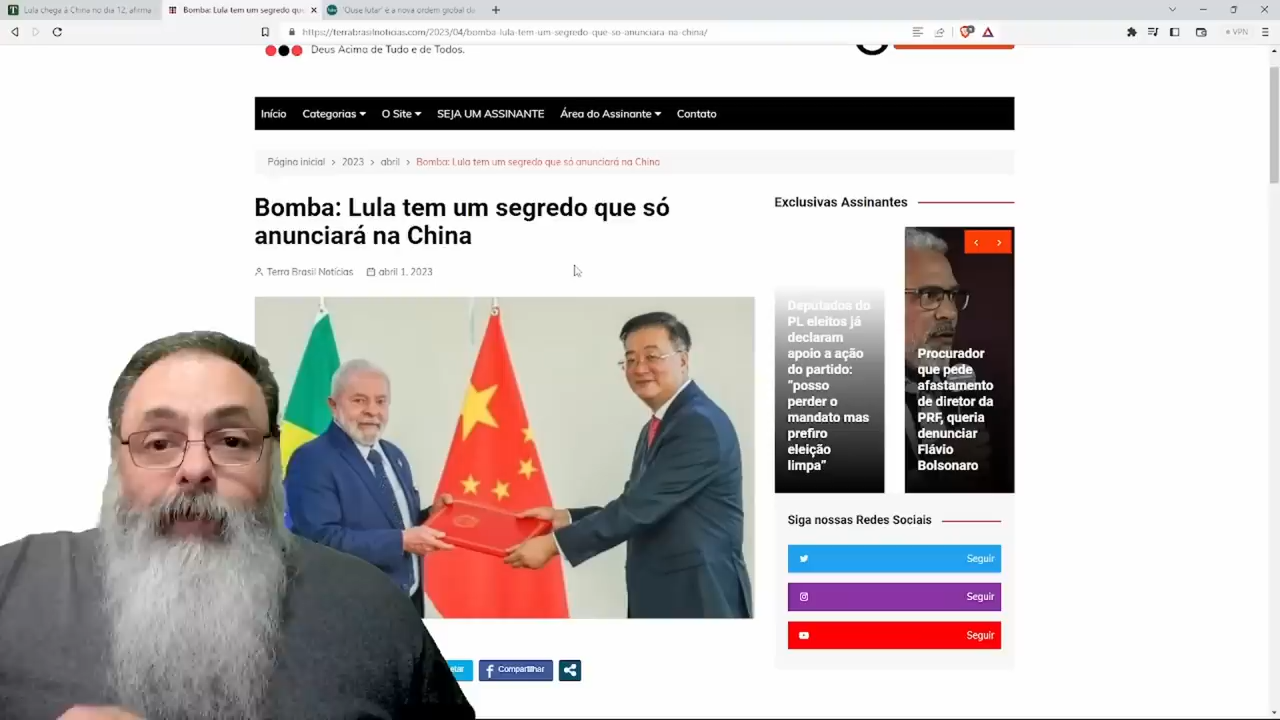 Lula chega à China no dia 12, afirma
Bomba: Lula tem um segredo que
'Ouse lutar' é a nova ordem global da
https://terrabrasilnoticias.com/2023/04/bomba-lula-tem-um-segredo-que-so-anunciara-na-china/
VPN
Deus Acima de Tudo e de Todos.
Início Categorias O Site SEJA UM ASSINANTE Área do Assinante Contato
Página inicial > 2023 > abril > Bomba: Lula tem um segredo que só anunciará na China
Bomba: Lula tem um segredo que só
anunciará na China
Terra Brasil Notícias abril 1, 2023
Exclusivas Assinantes
Deputados do
PL eleitos já
declaram
apoio a ação
do partido:
“posso
perder o
mandato mas
prefiro
eleição
limpa”
Procurador
que pede
afastamento
de diretor da
PRF, queria
denunciar
Flávio
Bolsonaro
Siga nossas Redes Sociais
Seguir
Seguir
Seguir
Compartilhar